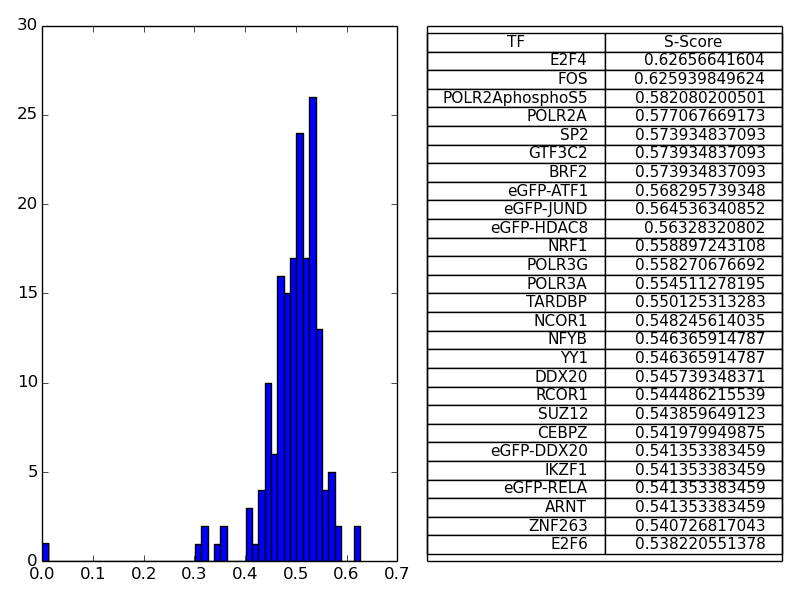 30
25
20
15
10
5
0
0.0 0.1 0.2 0.3 0.4 0.5 0.6 0.7
TF S-Score
E2F4 0.62656641604
FOS 0.625939849624
POLR2AphosphoS5 0.582080200501
POLR2A 0.577067669173
SP2 0.573934837093
GTF3C2 0.573934837093
BRF2 0.573934837093
eGFP-ATF1 0.568295739348
eGFP-JUND 0.564536340852
eGFP-HDAC8 0.56328320802
NRF1 0.558897243108
POLR3G 0.558270676692
POLR3A 0.554511278195
TARDBP 0.550125313283
NCOR1 0.548245614035
NFYB 0.546365914787
YY1 0.546365914787
DDX20 0.545739348371
RCOR1 0.544486215539
SUZ12 0.543859649123
CEBPZ 0.541979949875
eGFP-DDX20 0.541353383459
IKZF1 0.541353383459
eGFP-RELA 0.541353383459
ARNT 0.541353383459
ZNF263 0.540726817043
E2F6 0.538220551378